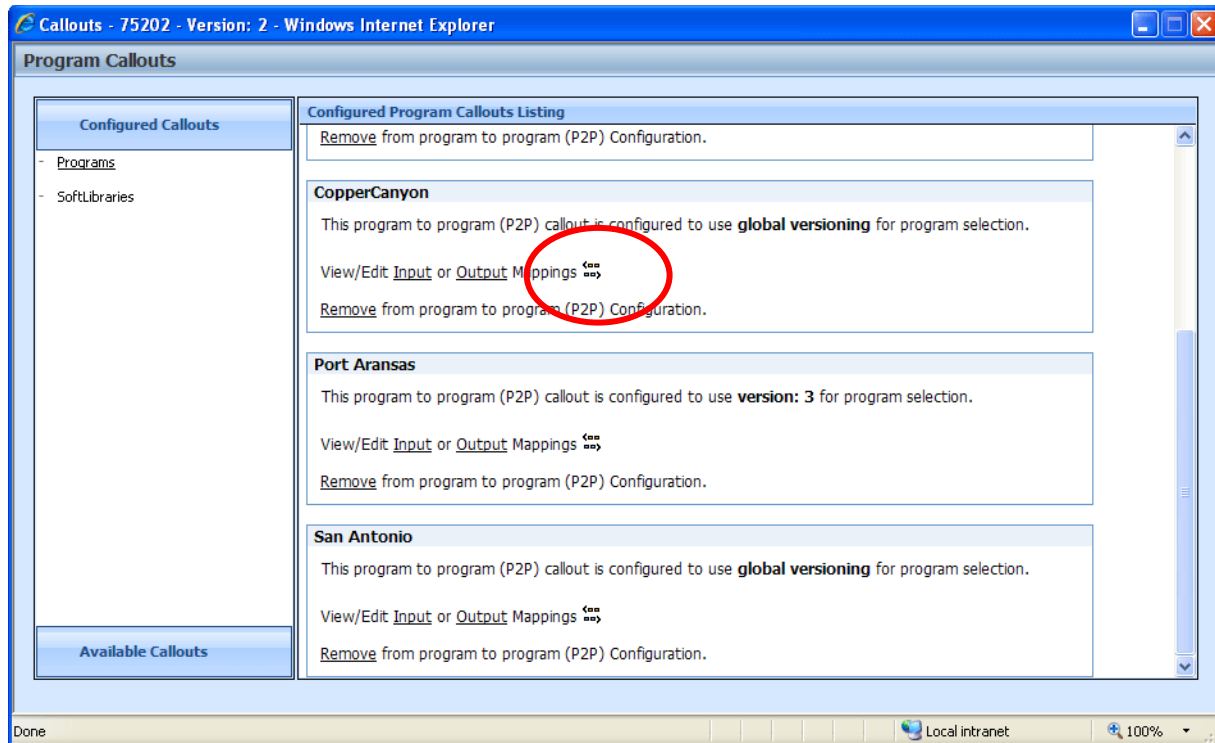 Callouts - 75202 - Version: 2 - Windows Internet Explorer
Program Callouts
Configured Callouts
- Programs
- SoftLibraries
Available Callouts
Configured Program Callouts Listing
Remove from program to program (P2P) Configuration.
CopperCanyon
This program to program (P2P) callout is configured to use global versioning for program selection.
View/Edit Input or Output Mappings
Remove from program to program (P2P) Configuration.
Port Aransas
This program to program (P2P) callout is configured to use version: 3 for program selection.
View/Edit Input or Output Mappings
Remove from program to program (P2P) Configuration.
San Antonio
This program to program (P2P) callout is configured to use global versioning for program selection.
View/Edit Input or Output Mappings
Remove from program to program (P2P) Configuration.
Done
Local intranet
100%